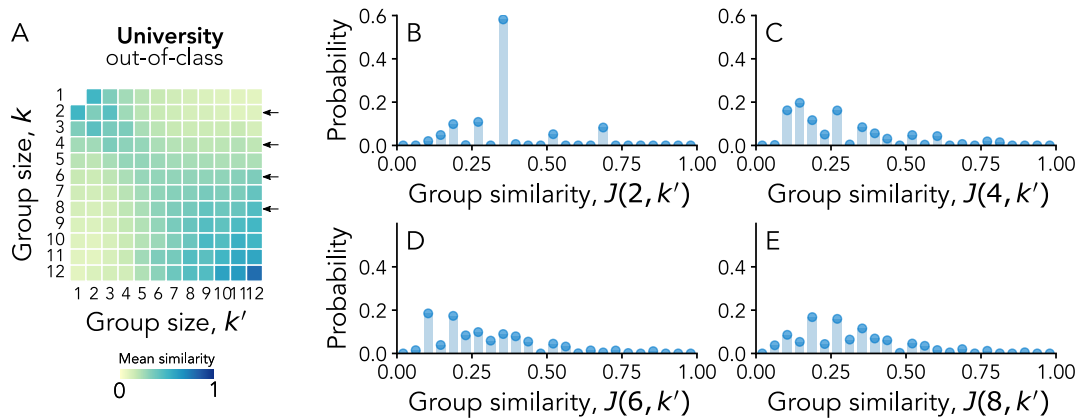 A
University
out-of-class
Group size, k
1
2
3
4
5
6
7
8
9
10
11
12
1 2 3 4 5 6 7 8 9 10 11 12
Group size, k′
Mean similarity
0 1
B
Probability
0.6
0.4
0.2
0.0
0.00 0.25 0.50 0.75 1.00
Group similarity, J(2, k′)
C
0.6
0.4
0.2
0.0
0.00 0.25 0.50 0.75 1.00
Group similarity, J(4, k′)
D
Probability
0.4
0.2
0.0
0.00 0.25 0.50 0.75 1.00
Group similarity, J(6, k′)
E
0.4
0.2
0.0
0.00 0.25 0.50 0.75 1.00
Group similarity, J(8, k′)